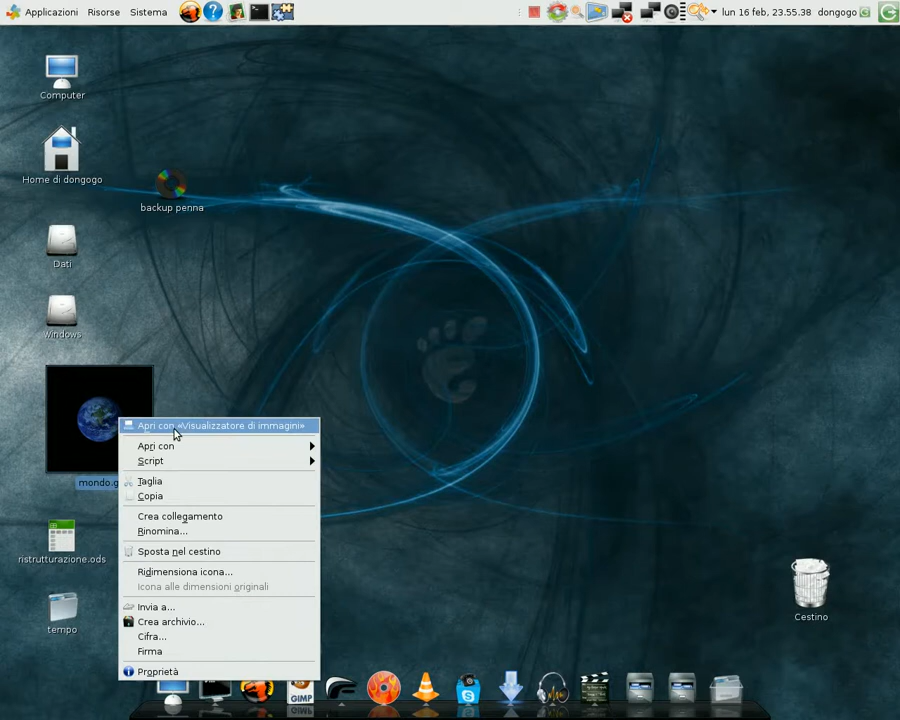 Applicazioni Risorse Sistema
lun 16 feb, 23.55.38 dongogo
Computer
Home di dongogo
backup penna
Dati
Windows
mondo.g
Apri con «Visualizzatore di immagini»
Apri con
Script
Taglia
Copia
Crea collegamento
Rinomina...
Sposta nel cestino
Ridimensiona icona...
Icona alle dimensioni originali
Invia a...
Crea archivio...
Cifra...
Firma
Proprietà
ristrutturazione.ods
tempo
Cestino
GIMP